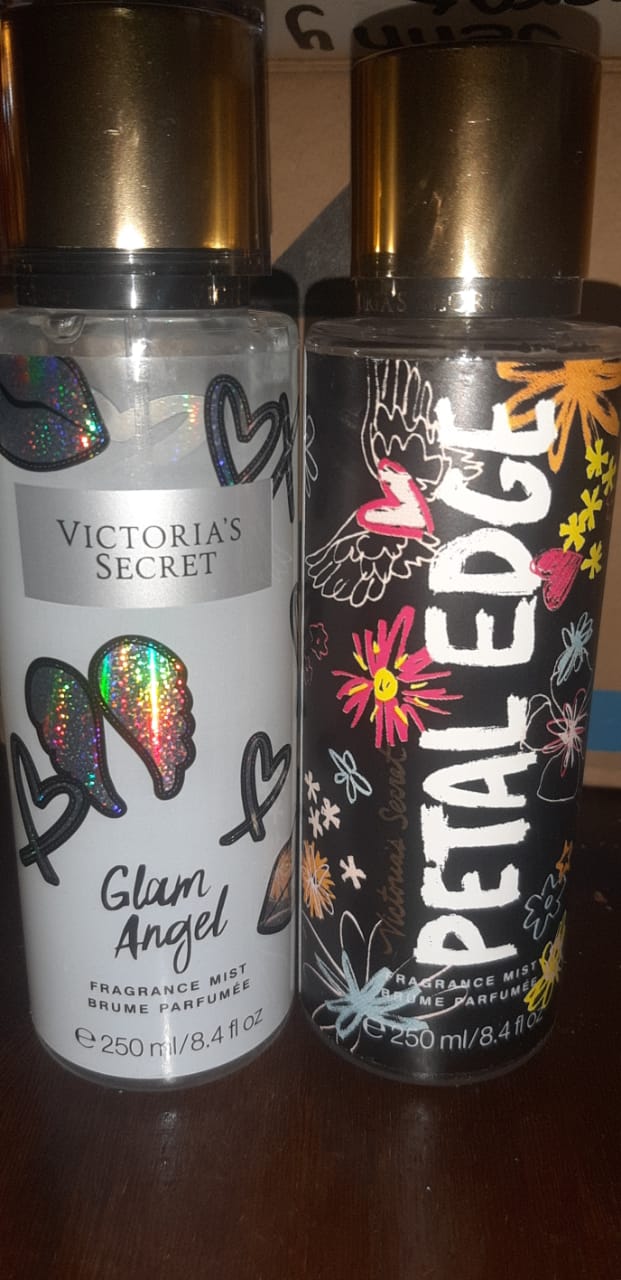 VICTORIA'S
SECRET
Glam
Angel
FRAGRANCE MIST
BRUME PARFUMÉE
e 250 ml/8.4 fl oz
PETAL EDGE
Victoria's Secret
FRAGRANCE MIST
BRUME PARFUMÉE
e 250 ml/8.4 fl oz